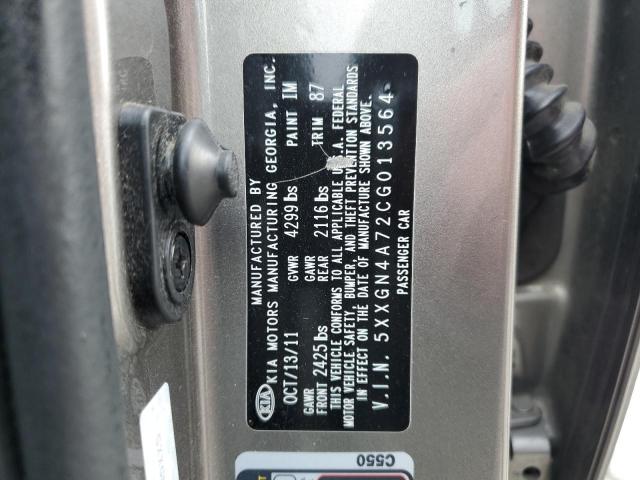 MANUFACTURED BY
KIA KIA MOTORS MANUFACTURING GEORGIA, INC.
OCT/13/11 GVWR 4299 lbs PAINT IM
GAWR FRONT 2425 lbs GAWR REAR 2116 lbs TRIM 87
THIS VEHICLE CONFORMS TO ALL APPLICABLE U.S.A. FEDERAL
MOTOR VEHICLE SAFETY, BUMPER, AND THEFT PREVENTION STANDARDS
IN EFFECT ON THE DATE OF MANUFACTURE SHOWN ABOVE.
V.I.N. 5XXGN4A72CG013564
PASSENGER CAR
C550